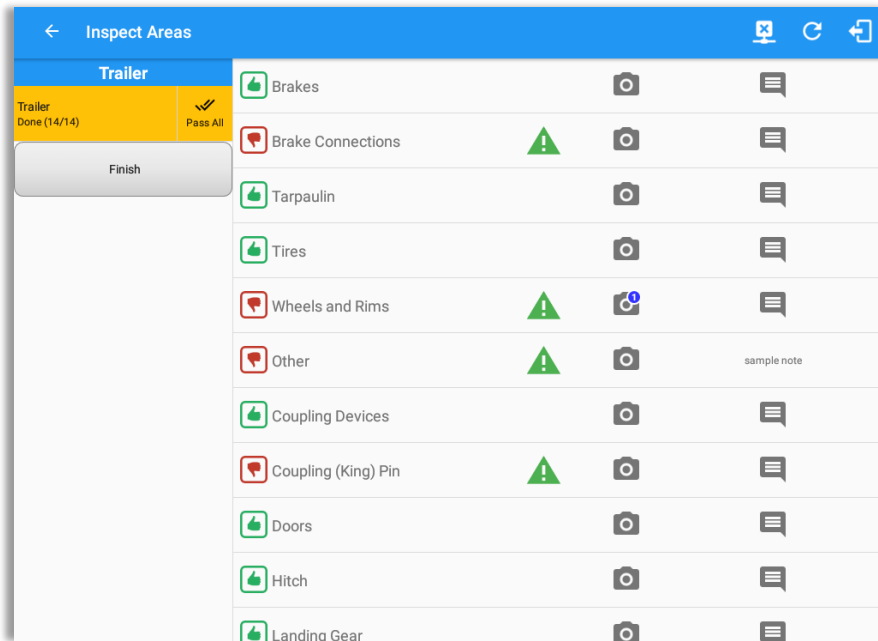 Inspect Areas
Trailer
Trailer
Done (14/14)
Pass All
Finish
Brakes
Brake Connections
Tarpaulin
Tires
Wheels and Rims
1
Other
sample note
Coupling Devices
Coupling (King) Pin
Doors
Hitch
Landing Gear